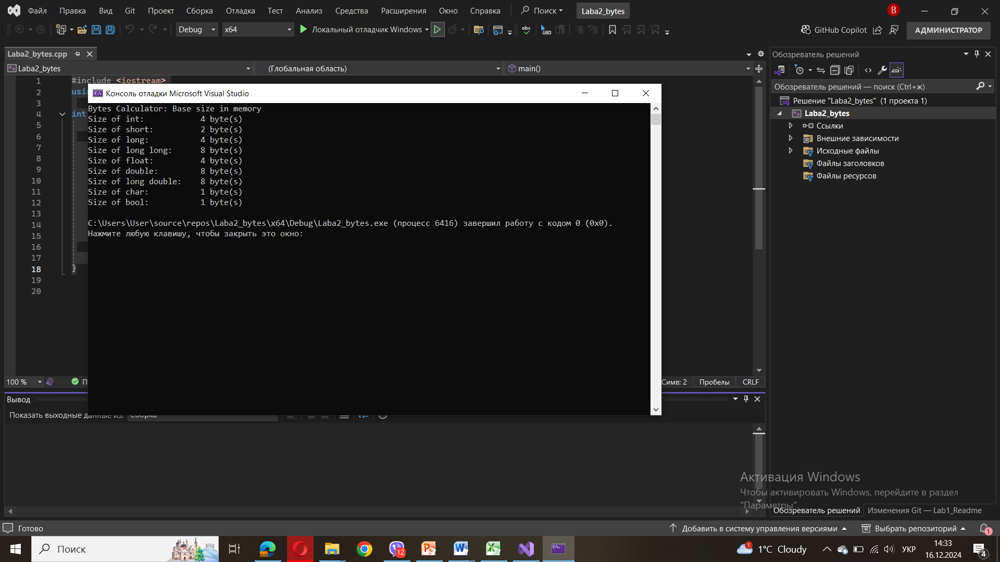 Файл Правка Вид Git Проект Сборка Отладка Тест Анализ Средства Расширения Окно Справка Поиск Laba2_bytes B
Debug x64 Локальный отладчик Windows abc GitHub Copilot АДМИНИСТРАТОР
Laba2_bytes.cpp
Laba2_bytes (Глобальная область) main()
1 #include <iostream>
2
3
4 int
5
6
7
8
9
10
11
12
13
14
15
16
17
18 }
19
20
Консоль отладки Microsoft Visual Studio
Bytes Calculator: Base size in memory
Size of int: 4 byte(s)
Size of short: 2 byte(s)
Size of long: 4 byte(s)
Size of long long: 8 byte(s)
Size of float: 4 byte(s)
Size of double: 8 byte(s)
Size of long double: 8 byte(s)
Size of char: 1 byte(s)
Size of bool: 1 byte(s)
C:\Users\User\source\repos\Laba2_bytes\x64\Debug\Laba2_bytes.exe (процесс 6416) завершил работу с кодом 0 (0x0).
Нажмите любую клавишу, чтобы закрыть это окно:
100 % Симв: 2 Пробелы CRLF
Вывод
Показать выходные данные из: Сборка
Обозреватель решений
Обозреватель решений — поиск (Ctrl+ж)
Решение "Laba2_bytes" (1 проекта 1)
Laba2_bytes
Ссылки
Внешние зависимости
Исходные файлы
Файлы заголовков
Файлы ресурсов
Активация Windows
Чтобы активировать Windows, перейдите в раздел
"Параметры".
Обозреватель решений Изменения Git — Lab1_Readme
Готово Добавить в систему управления версиями Выбрать репозиторий 1
Поиск 12 1 1°C Cloudy УКР 14:33
16.12.2024 4